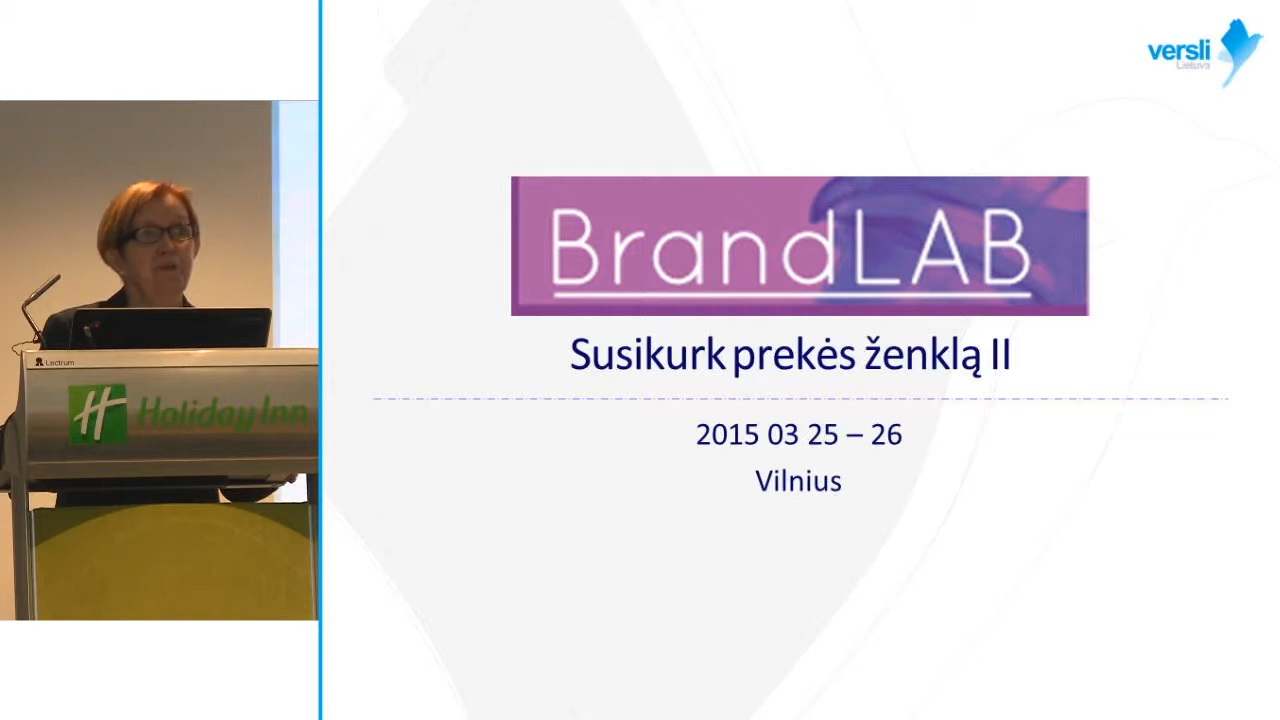 versli
Lietuva
BrandLAB
Susikurk prekės ženklą II
2015 03 25 – 26
Vilnius
Lectrum
H Holiday Inn